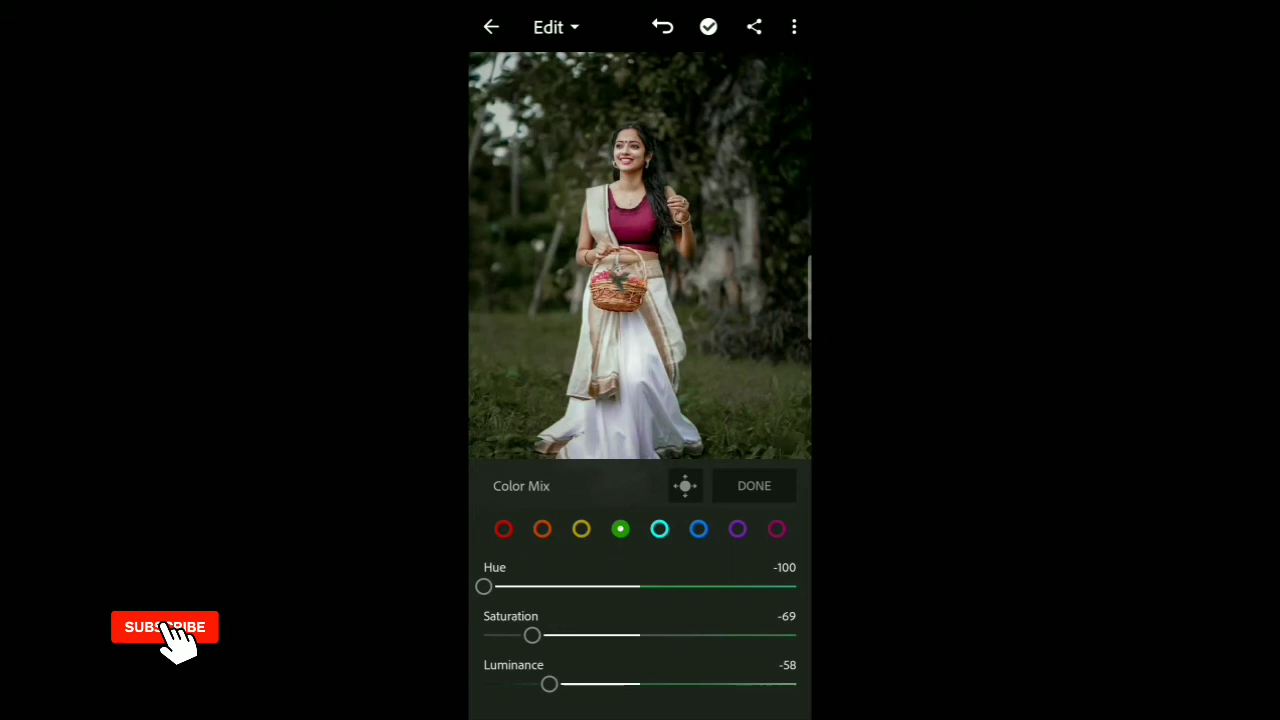 Edit
Color Mix
DONE
Hue -100
Saturation -69
Luminance -58
SUBSCRIBE